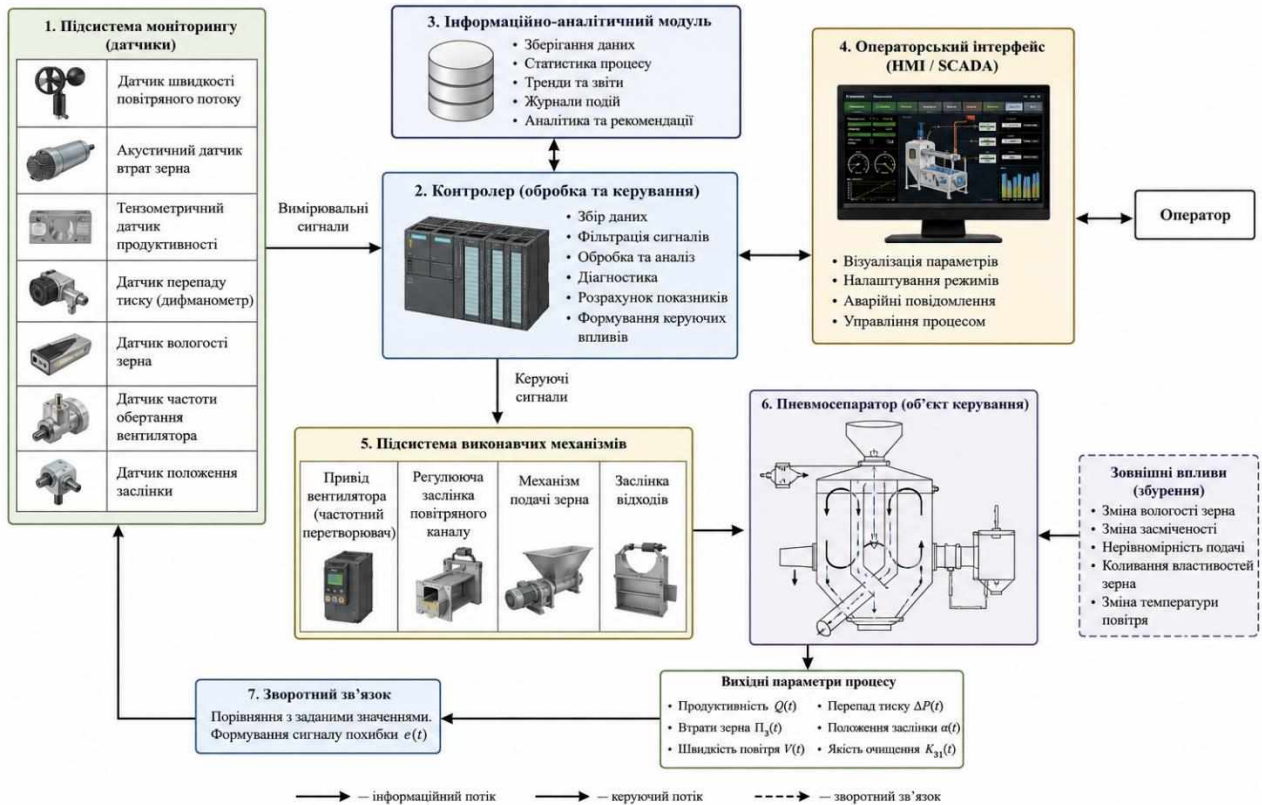 1. Підсистема моніторингу
(датчики)
Датчик швидкості
повітряного потоку
Акустичний датчик
втрат зерна
Тензометричний
датчик
продуктивності
Датчик перепаду
тиску (дифманометр)
Датчик вологості
зерна
Датчик частоти
обертання
вентилятора
Датчик положення
заслінки
Вимірювальні
сигнали
3. Інформаційно-аналітичний модуль
• Зберігання даних
• Статистика процесу
• Тренди та звіти
• Журнали подій
• Аналітика та рекомендації
2. Контролер (обробка та керування)
• Збір даних
• Фільтрація сигналів
• Обробка та аналіз
• Діагностика
• Розрахунок показників
• Формування керуючих
впливів
4. Операторський інтерфейс
(HMI / SCADA)
• Візуалізація параметрів
• Налаштування режимів
• Аварійні повідомлення
• Управління процесом
Оператор
Керуючі
сигнали
5. Підсистема виконавчих механізмів
Привід
вентилятора
(частотний
перетворювач)
Регулююча
заслінка
повітряного
каналу
Механізм
подачі зерна
Заслінка
відходів
6. Пневмосепаратор (об’єкт керування)
Зовнішні впливи
(збурення)
• Зміна вологості зерна
• Зміна засміченості
• Нерівномірність подачі
• Коливання властивостей
зерна
• Зміна температури
повітря
7. Зворотний зв’язок
Порівняння з заданими значеннями.
Формування сигналу похибки e(t)
Вихідні параметри процесу
• Продуктивність Q(t)
• Втрати зерна П₃(t)
• Швидкість повітря V(t)
• Перепад тиску ΔP(t)
• Положення заслінки α(t)
• Якість очищення K₃₁(t)
— інформаційний потік
— керуючий потік
— зворотний зв’язок